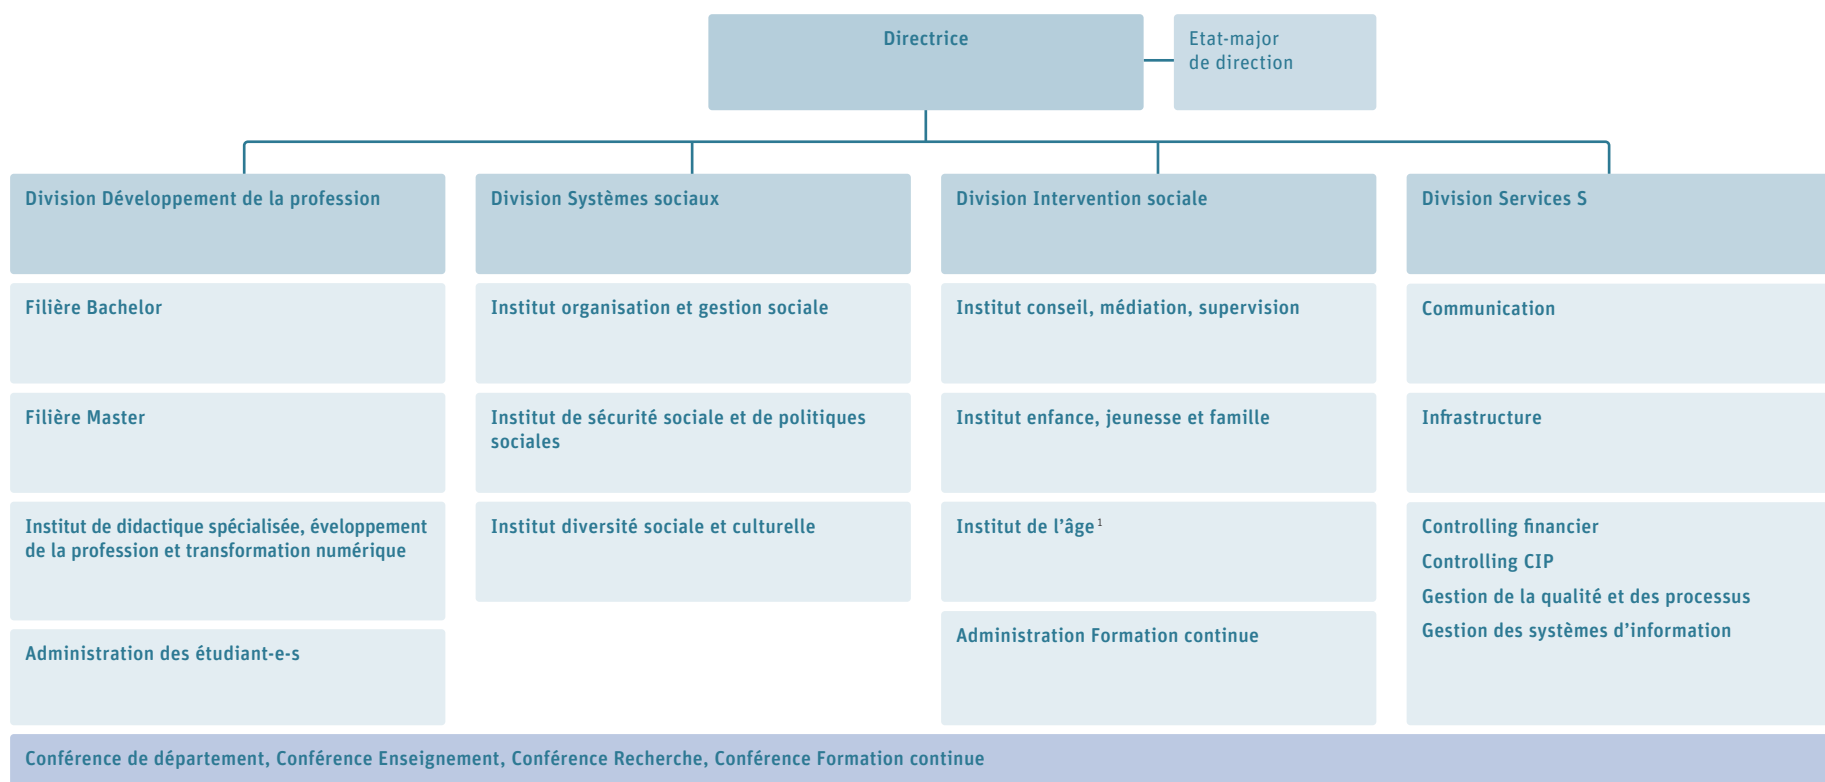 Directrice
Etat-major
de direction
Division Développement de la profession
Filière Bachelor
Filière Master
Institut de didactique spécialisée, éveloppement
de la profession et transformation numérique
Administration des étudiant-e-s
Division Systèmes sociaux
Institut organisation et gestion sociale
Institut de sécurité sociale et de politiques
sociales
Institut diversité sociale et culturelle
Division Intervention sociale
Institut conseil, médiation, supervision
Institut enfance, jeunesse et famille
Institut de l’âge¹
Administration Formation continue
Division Services S
Communication
Infrastructure
Controlling financier
Controlling CIP
Gestion de la qualité et des processus
Gestion des systèmes d’information
Conférence de département, Conférence Enseignement, Conférence Recherche, Conférence Formation continue